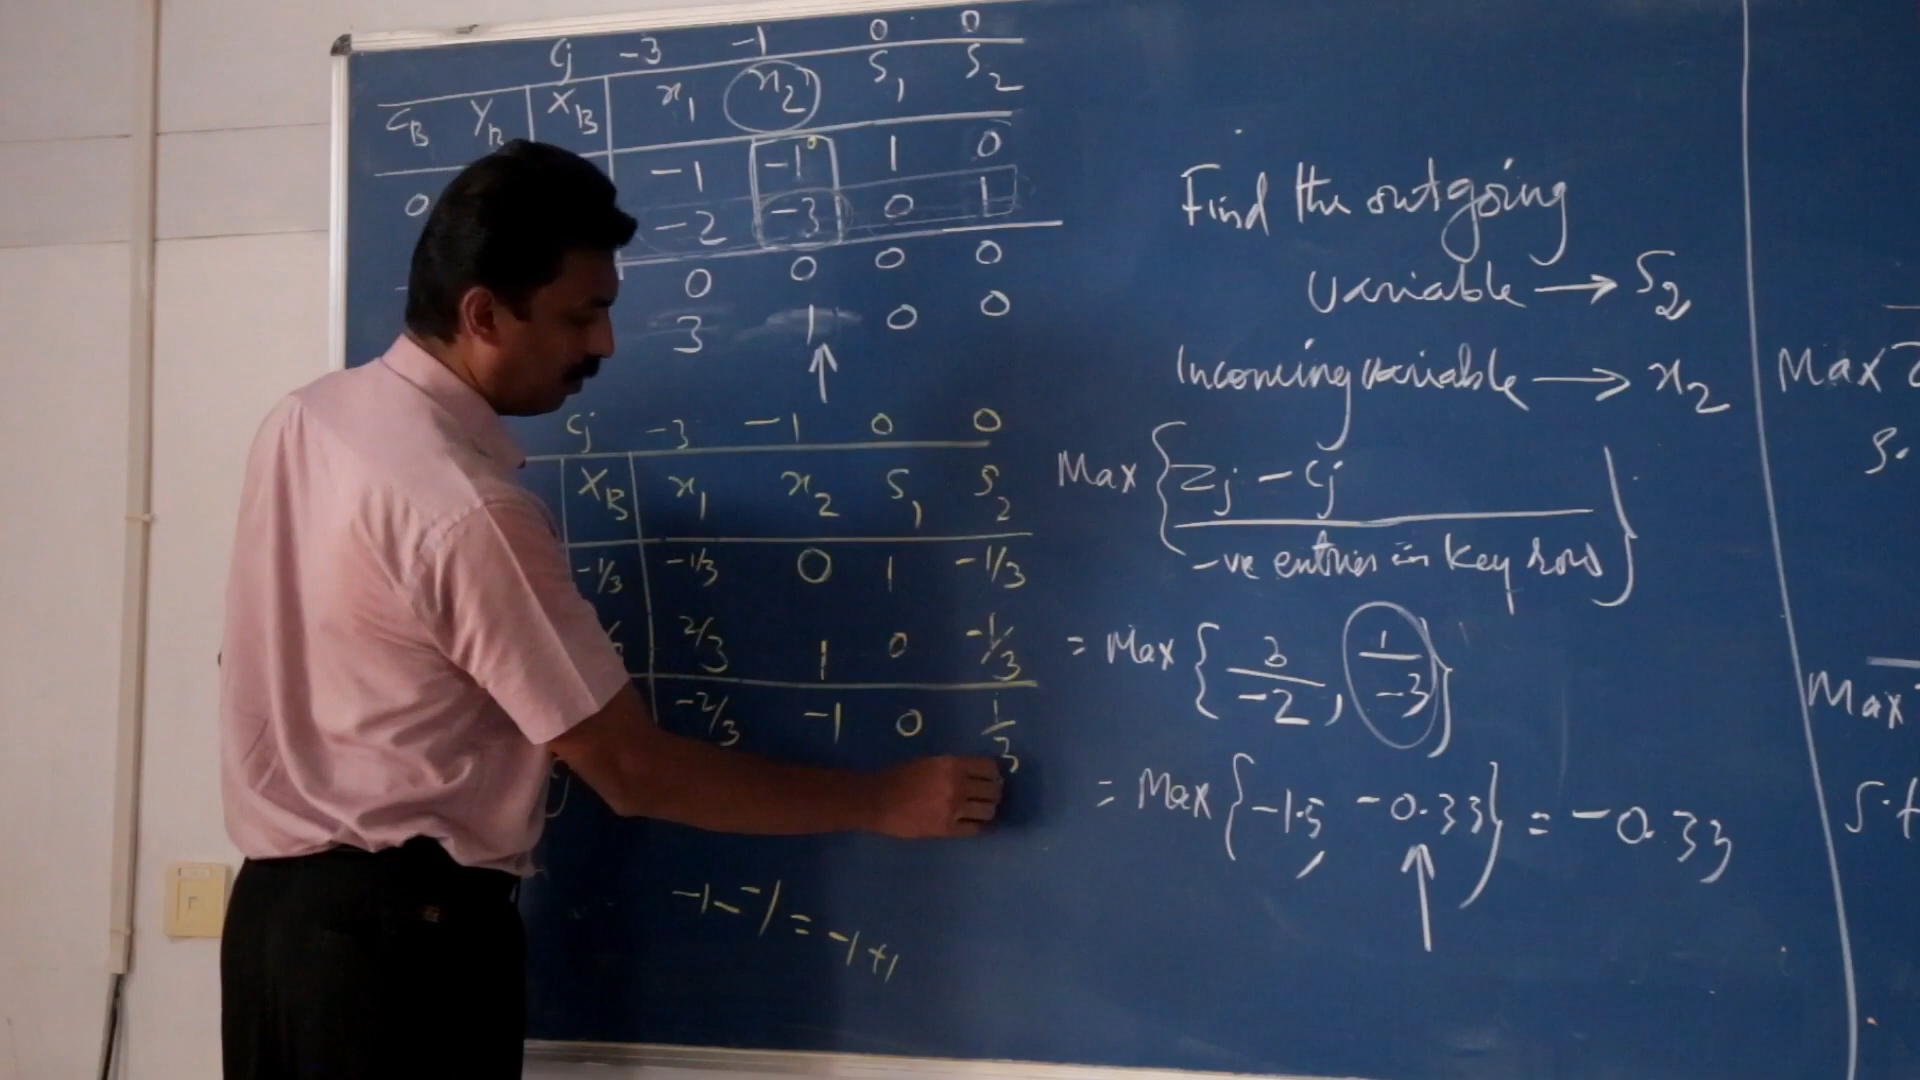 Cj -3 -1 0 0
CB YB XB x1 x2 S1 S2
0 -1 -1 1 0
-2 -3 0 1
0 0 0 0
3 1 0 0
Cj -3 -1 0 0
XB x1 x2 S1 S2
-1/3 -1/3 0 1 -1/3
2/3 1 0 -1/3
-2/3 -1 0 1/3
-1 - -1 = -1+1
Find the outgoing
variable → S2
Incoming variable → x2
Max { Zj - Cj / -ve entries in key row }
= Max { 3/-2, 1/-3 }
= Max { -1.5, -0.33 } = -0.33
Max Z
S.
Max
S.t